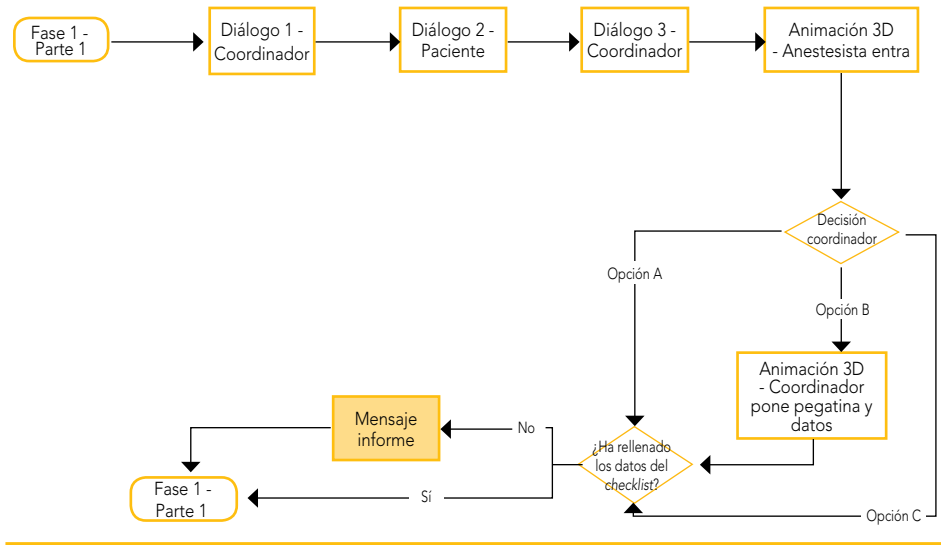 Fase 1 -
Parte 1
Diálogo 1 -
Coordinador
Diálogo 2 -
Paciente
Diálogo 3 -
Coordinador
Animación 3D
- Anestesista entra
Decisión
coordinador
Opción A
Opción B
Animación 3D
- Coordinador
pone pegatina y
datos
Mensaje
informe
No
¿Ha rellenado
los datos del
checklist?
Fase 1 -
Parte 1
Sí
Opción C